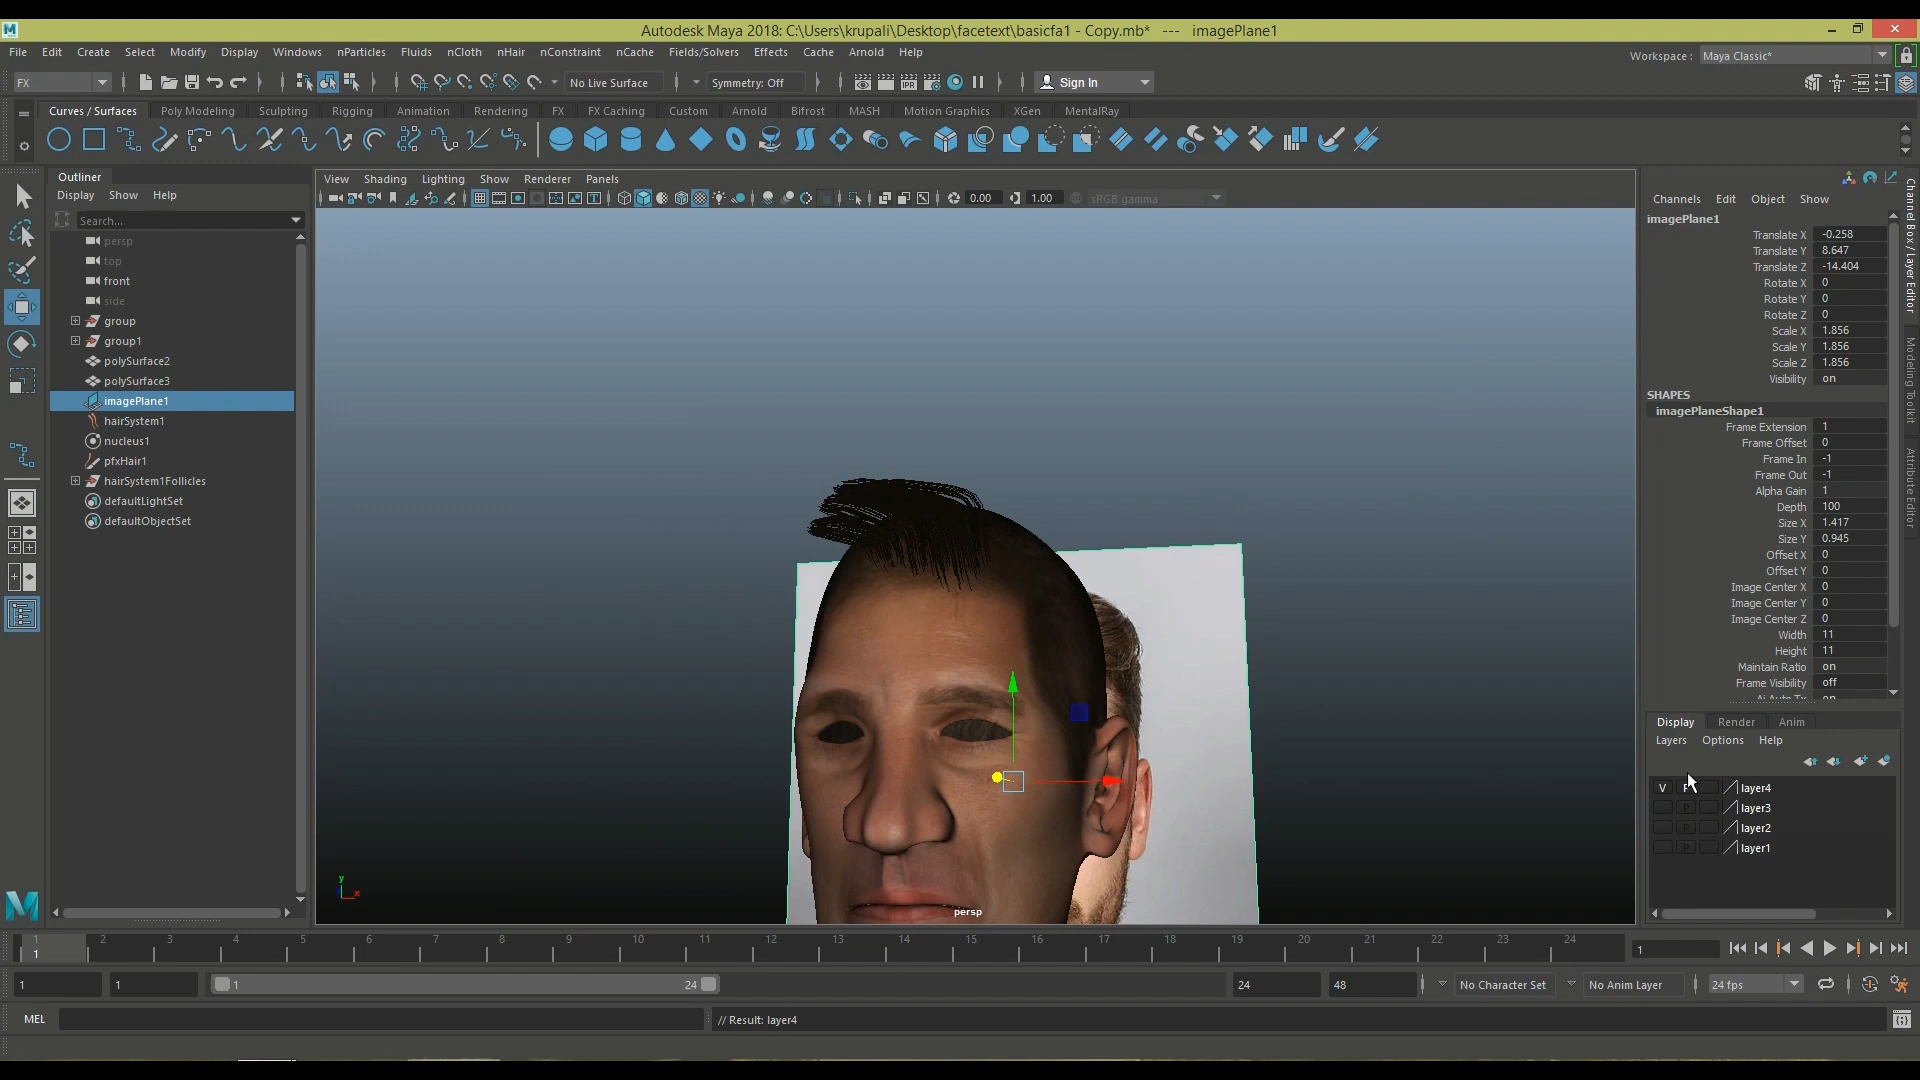 Autodesk Maya 2018: C:\Users\krupali\Desktop\facetext\basicfa1 - Copy.mb* --- imagePlane1
File Edit Create Select Modify Display Windows nParticles Fluids nCloth nHair nConstraint nCache Fields/Solvers Effects Cache Arnold Help
Workspace : Maya Classic*
FX No Live Surface Symmetry: Off Sign In
Curves / Surfaces Poly Modeling Sculpting Rigging Animation Rendering FX FX Caching Custom Arnold Bifrost MASH Motion Graphics XGen MentalRay
Outliner
Display Show Help
Search...
persp
top
front
side
group
group1
polySurface2
polySurface3
imagePlane1
hairSystem1
nucleus1
pfxHair1
hairSystem1Follicles
defaultLightSet
defaultObjectSet
View Shading Lighting Show Renderer Panels
0.00 1.00 sRGB gamma
y
x
persp
Channels Edit Object Show
imagePlane1
Translate X -0.258
Translate Y 8.647
Translate Z -14.404
Rotate X 0
Rotate Y 0
Rotate Z 0
Scale X 1.856
Scale Y 1.856
Scale Z 1.856
Visibility on
SHAPES
imagePlaneShape1
Frame Extension 1
Frame Offset 0
Frame In -1
Frame Out -1
Alpha Gain 1
Depth 100
Size X 1.417
Size Y 0.945
Offset X 0
Offset Y 0
Image Center X 0
Image Center Y 0
Image Center Z 0
Width 11
Height 11
Maintain Ratio on
Frame Visibility off
Channel Box / Layer Editor
Modeling Toolkit
Attribute Editor
Display Render Anim
Layers Options Help
V layer4
P layer3
P layer2
P layer1
1 2 3 4 5 6 7 8 9 10 11 12 13 14 15 16 17 18 19 20 21 22 23 24
1 1
1 1 1 24 24 48 No Character Set No Anim Layer 24 fps
MEL // Result: layer4